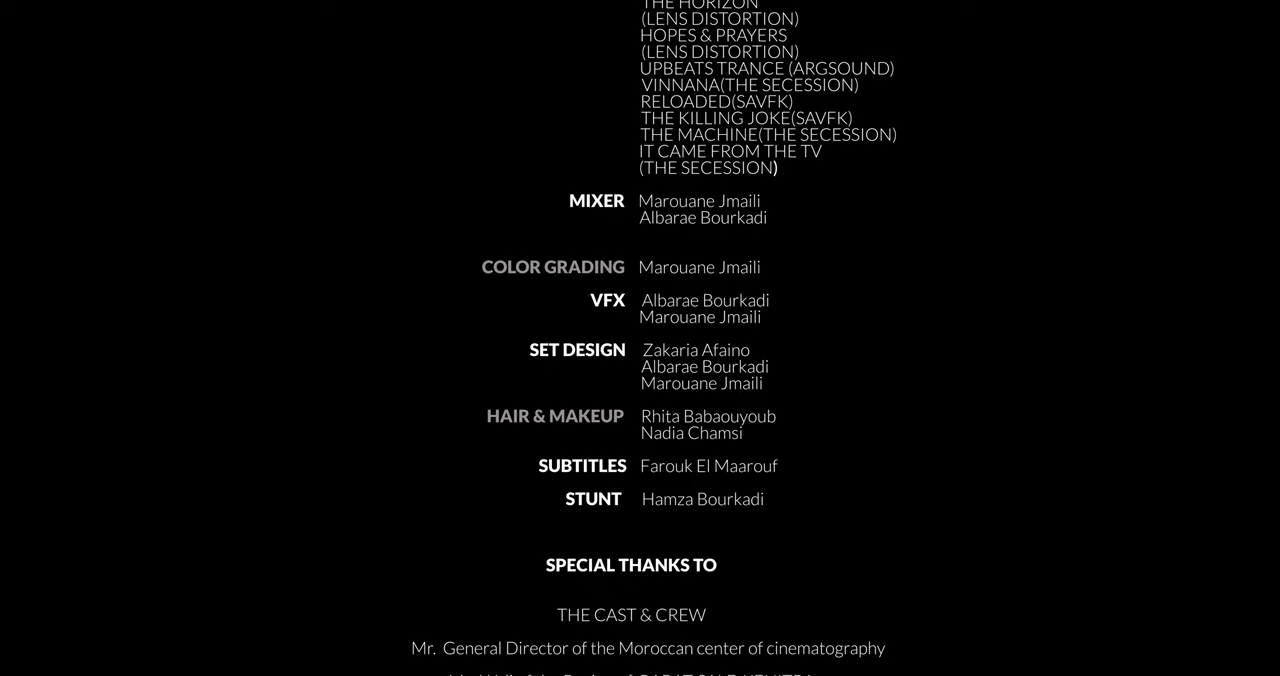 THE HORIZON
(LENS DISTORTION)
HOPES & PRAYERS
(LENS DISTORTION)
UPBEATS TRANCE (ARGSOUND)
VINNANA(THE SECESSION)
RELOADED(SAVFK)
THE KILLING JOKE(SAVFK)
THE MACHINE(THE SECESSION)
IT CAME FROM THE TV
(THE SECESSION)
MIXER Marouane Jmaili
Albarae Bourkadi
COLOR GRADING Marouane Jmaili
VFX Albarae Bourkadi
Marouane Jmaili
SET DESIGN Zakaria Afaino
Albarae Bourkadi
Marouane Jmaili
HAIR & MAKEUP Rhita Babaouyoub
Nadia Chamsi
SUBTITLES Farouk El Maarouf
STUNT Hamza Bourkadi
SPECIAL THANKS TO
THE CAST & CREW
Mr. General Director of the Moroccan center of cinematography